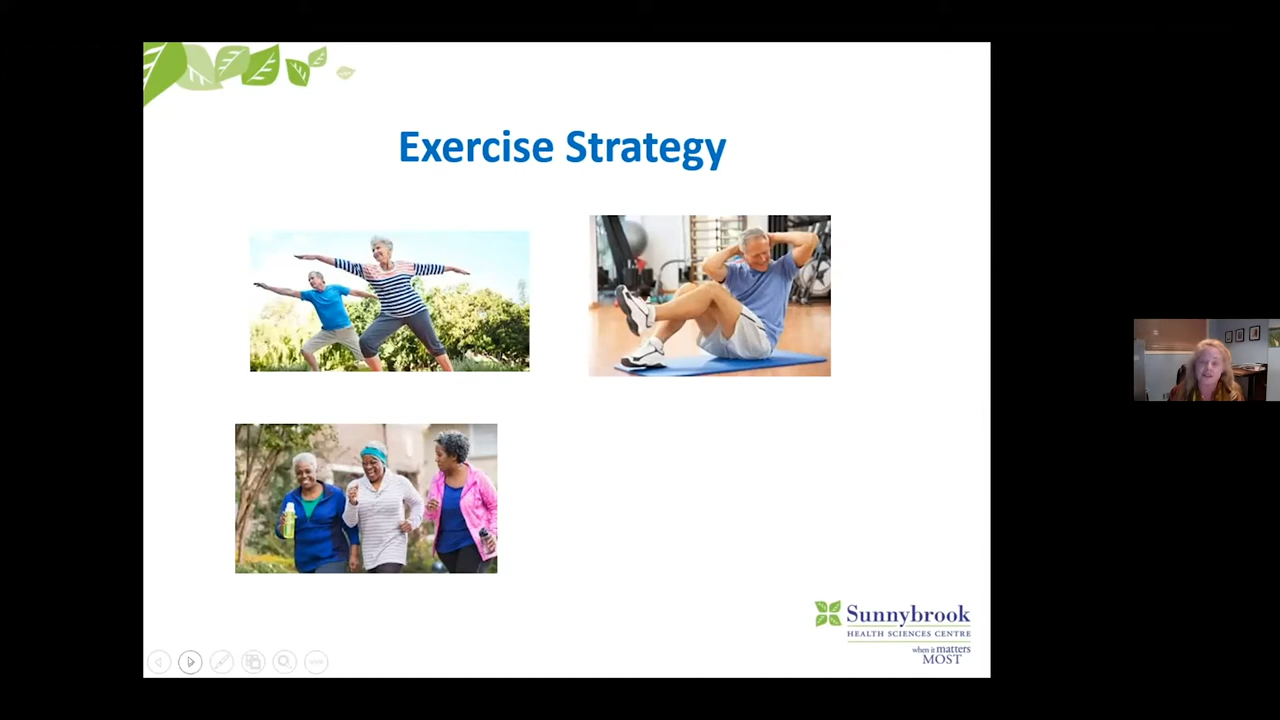 Exercise Strategy
Sunnybrook
HEALTH SCIENCES CENTRE
when it matters
MOST